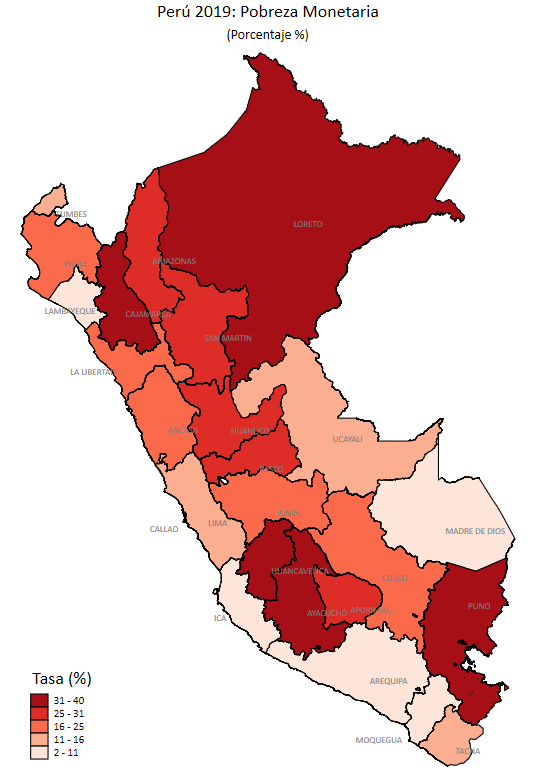 Perú 2019: Pobreza Monetaria
(Porcentaje %)
TUMBES
LORETO
PIURA
AMAZONAS
LAMBAYEQUE
CAJAMARCA
SAN MARTIN
LA LIBERTAD
ANCASH
HUANUCO
UCAYALI
PASCO
CALLAO
LIMA
JUNIN
MADRE DE DIOS
HUANCAVELICA
CUSCO
ICA
AYACUCHO
APURIMAC
PUNO
AREQUIPA
MOQUEGUA
TACNA
Tasa (%)
31 - 40
25 - 31
16 - 25
11 - 16
2 - 11